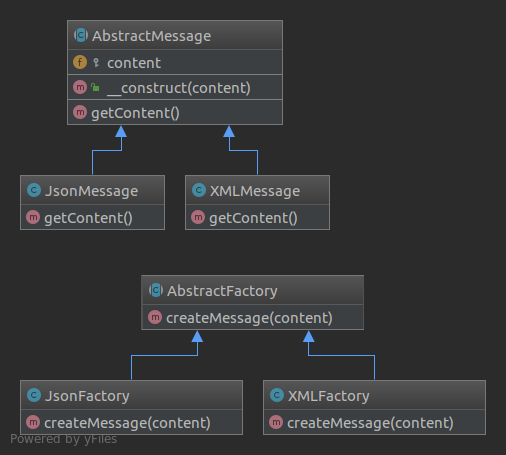 AbstractMessage
content
__construct(content)
getContent()
JsonMessage
getContent()
XMLMessage
getContent()
AbstractFactory
createMessage(content)
JsonFactory
createMessage(content)
XMLFactory
createMessage(content)
Powered by yFiles